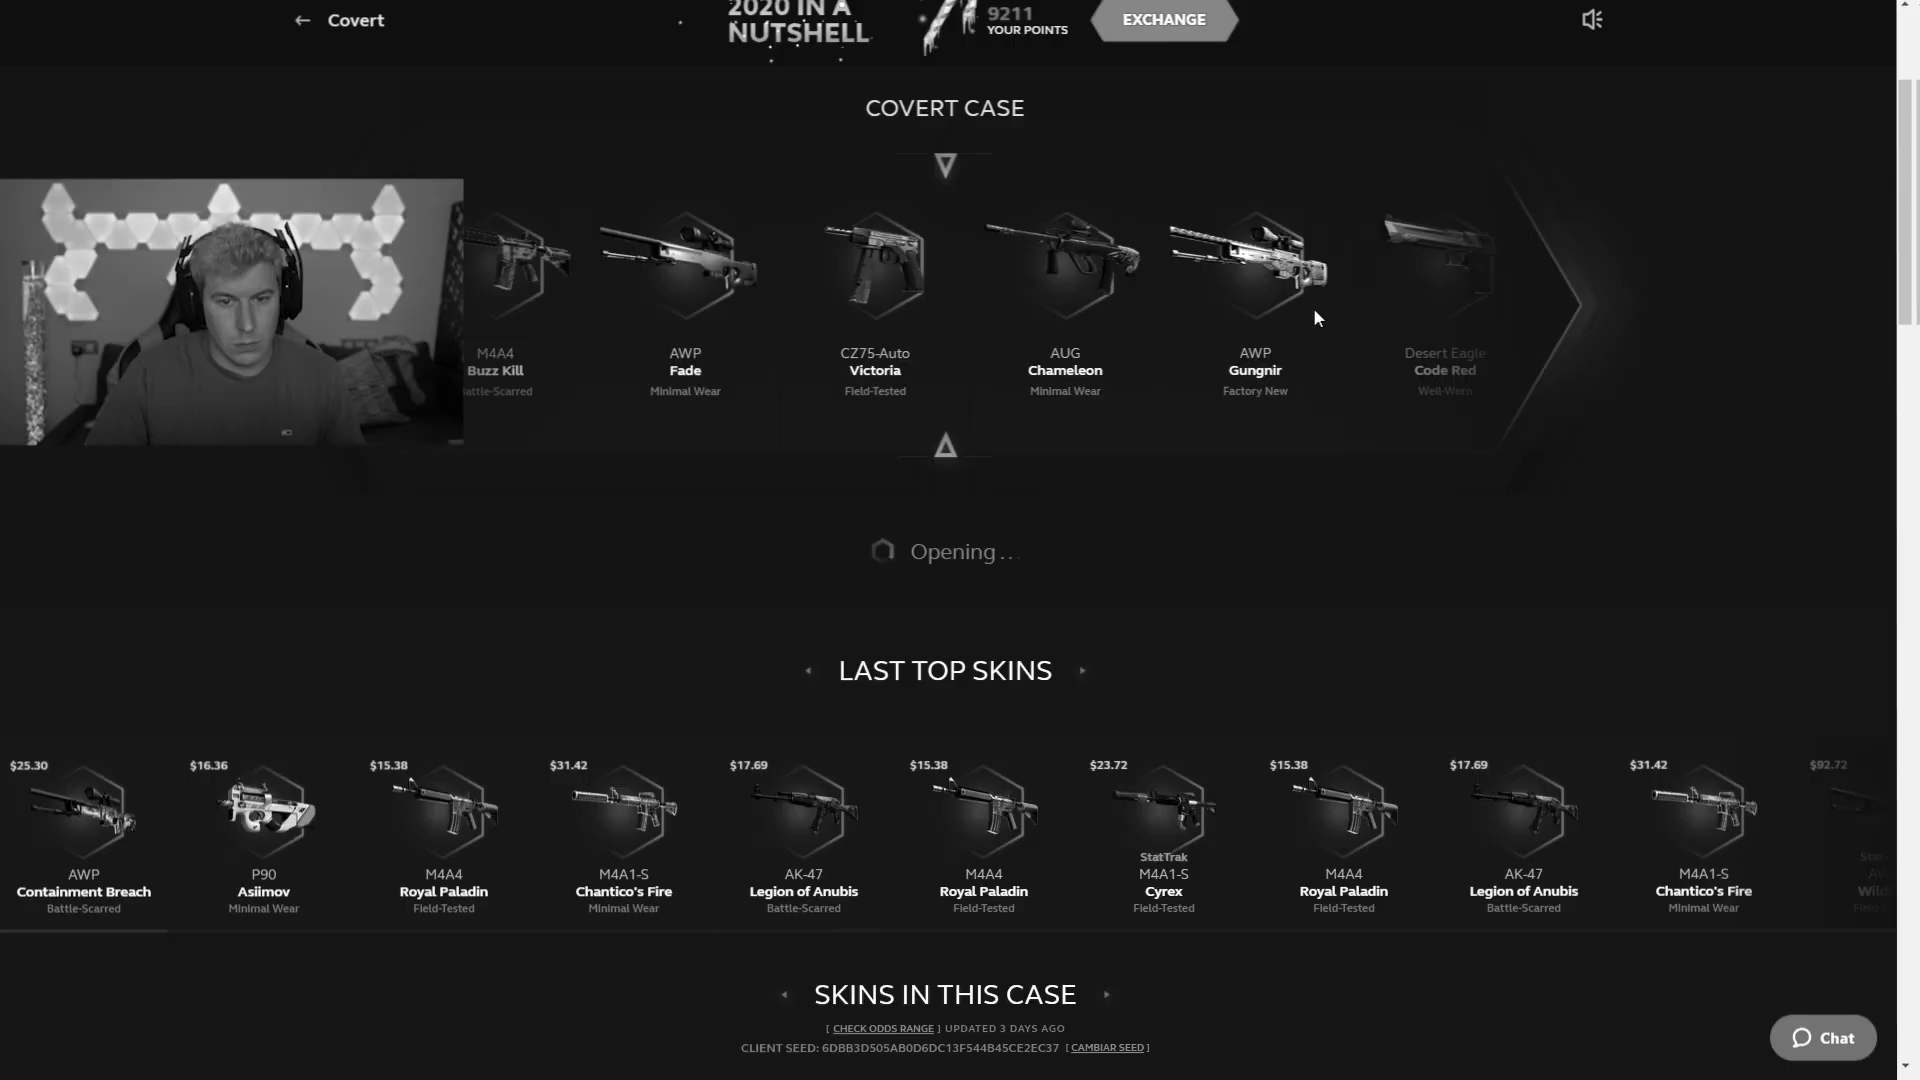 ← Covert
2020 IN A
NUTSHELL
9211
YOUR POINTS
EXCHANGE
COVERT CASE
M4A4
Buzz Kill
Battle-Scarred
AWP
Fade
Minimal Wear
CZ75-Auto
Victoria
Field-Tested
AUG
Chameleon
Minimal Wear
AWP
Gungnir
Factory New
Desert Eagle
Code Red
Well-Worn
Opening...
LAST TOP SKINS
$25.30
AWP
Containment Breach
Battle-Scarred
$16.36
P90
Asiimov
Minimal Wear
$15.38
M4A4
Royal Paladin
Field-Tested
$31.42
M4A1-S
Chantico's Fire
Minimal Wear
$17.69
AK-47
Legion of Anubis
Battle-Scarred
$15.38
M4A4
Royal Paladin
Field-Tested
$23.72
StatTrak
M4A1-S
Cyrex
Field-Tested
$15.38
M4A4
Royal Paladin
Field-Tested
$17.69
AK-47
Legion of Anubis
Battle-Scarred
$31.42
M4A1-S
Chantico's Fire
Minimal Wear
$92.72
SKINS IN THIS CASE
[ CHECK ODDS RANGE ] UPDATED 3 DAYS AGO
CLIENT SEED: 6DBB3D505AB0D6DC13F544B45CE2EC37 [ CAMBIAR SEED ]
Chat